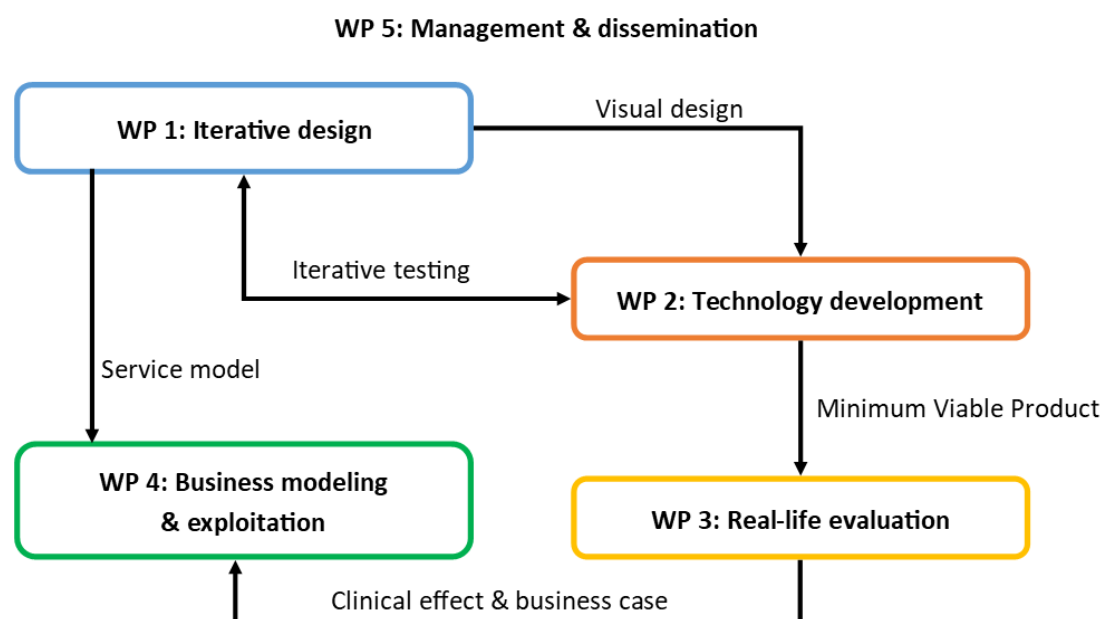 WP 5: Management & dissemination
Visual design
WP 1: Iterative design
Iterative testing
WP 2: Technology development
Service model
Minimum Viable Product
WP 4: Business modeling
& exploitation
WP 3: Real-life evaluation
Clinical effect & business case